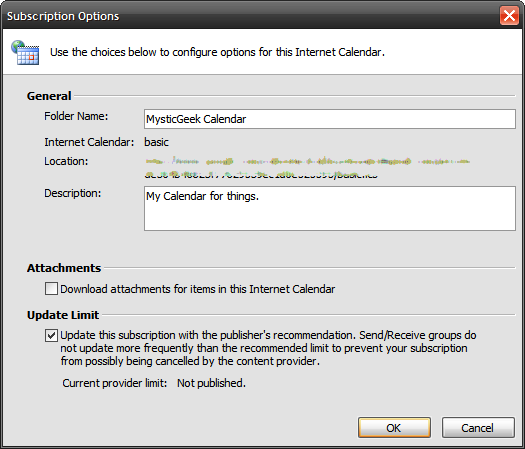 Subscription Options
Use the choices below to configure options for this Internet Calendar.
General
Folder Name: MysticGeek Calendar
Internet Calendar: basic
Location:
Description: My Calendar for things.
Attachments
Download attachments for items in this Internet Calendar
Update Limit
Update this subscription with the publisher's recommendation. Send/Receive groups do
not update more frequently than the recommended limit to prevent your subscription
from possibly being cancelled by the content provider.
Current provider limit: Not published.
OK Cancel